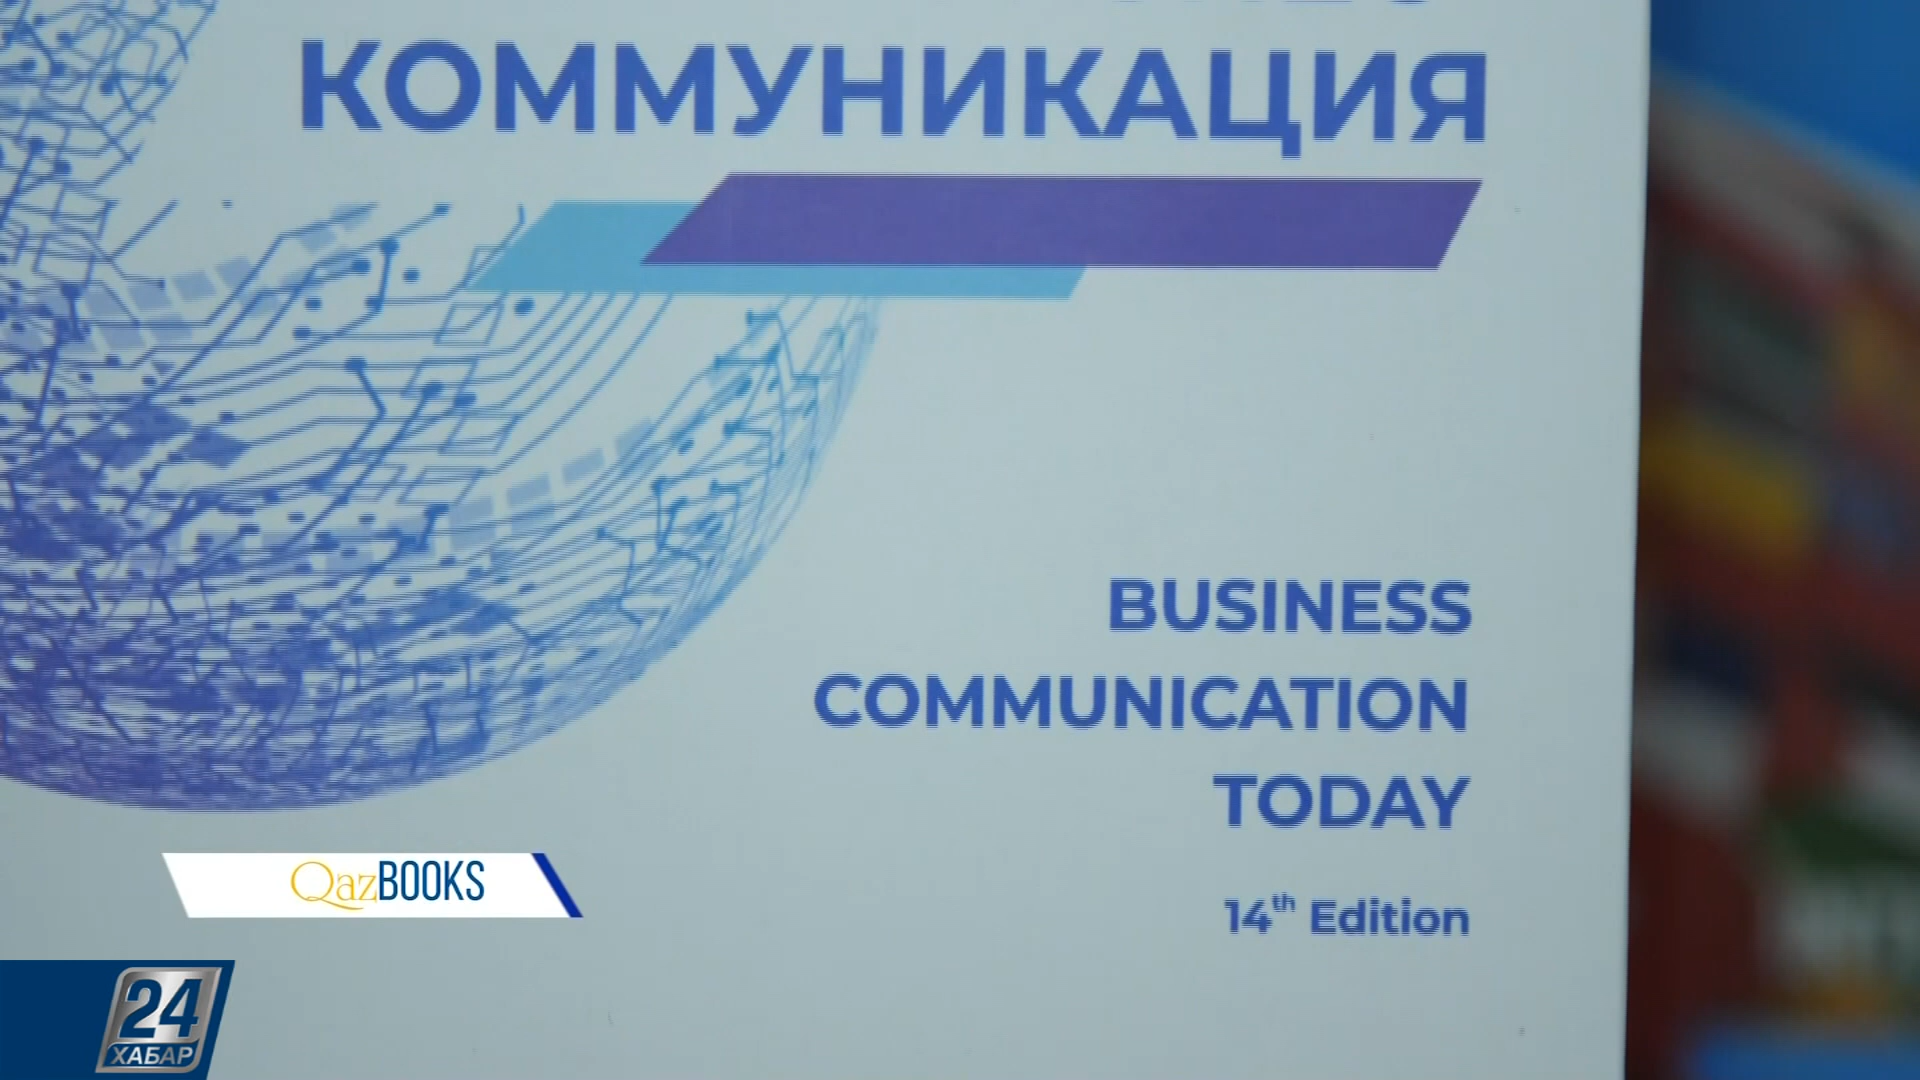 КОММУНИКАЦИЯ
BUSINESS
COMMUNICATION
TODAY
14th Edition
QazBOOKS
24
ХАБАР